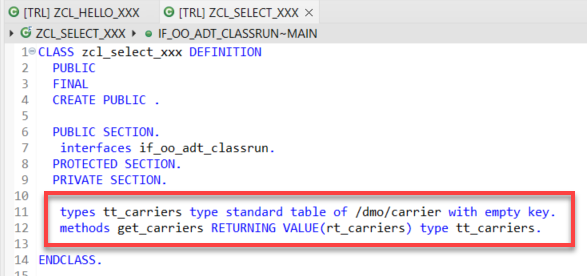 [TRL] ZCL_HELLO_XXX
[TRL] ZCL_SELECT_XXX
ZCL_SELECT_XXX
IF_OO_ADT_CLASSRUN~MAIN
1 CLASS zcl_select_xxx DEFINITION
2 PUBLIC
3 FINAL
4 CREATE PUBLIC .
5
6 PUBLIC SECTION.
7 interfaces if_oo_adt_classrun.
8 PROTECTED SECTION.
9 PRIVATE SECTION.
10
11 types tt_carriers type standard table of /dmo/carrier with empty key.
12 methods get_carriers RETURNING VALUE(rt_carriers) type tt_carriers.
13
14 ENDCLASS.
15